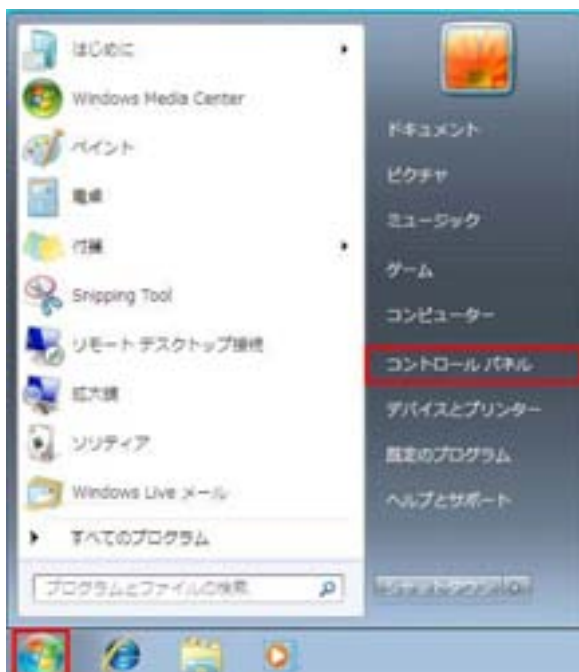 はじめに
Windows Media Center
ペイント
電卓
付箋
Snipping Tool
リモート デスクトップ接続
拡大鏡
ソリティア
Windows Live メール
すべてのプログラム
プログラムとファイルの検索
ドキュメント
ピクチャ
ミュージック
ゲーム
コンピューター
コントロール パネル
デバイスとプリンター
既定のプログラム
ヘルプとサポート